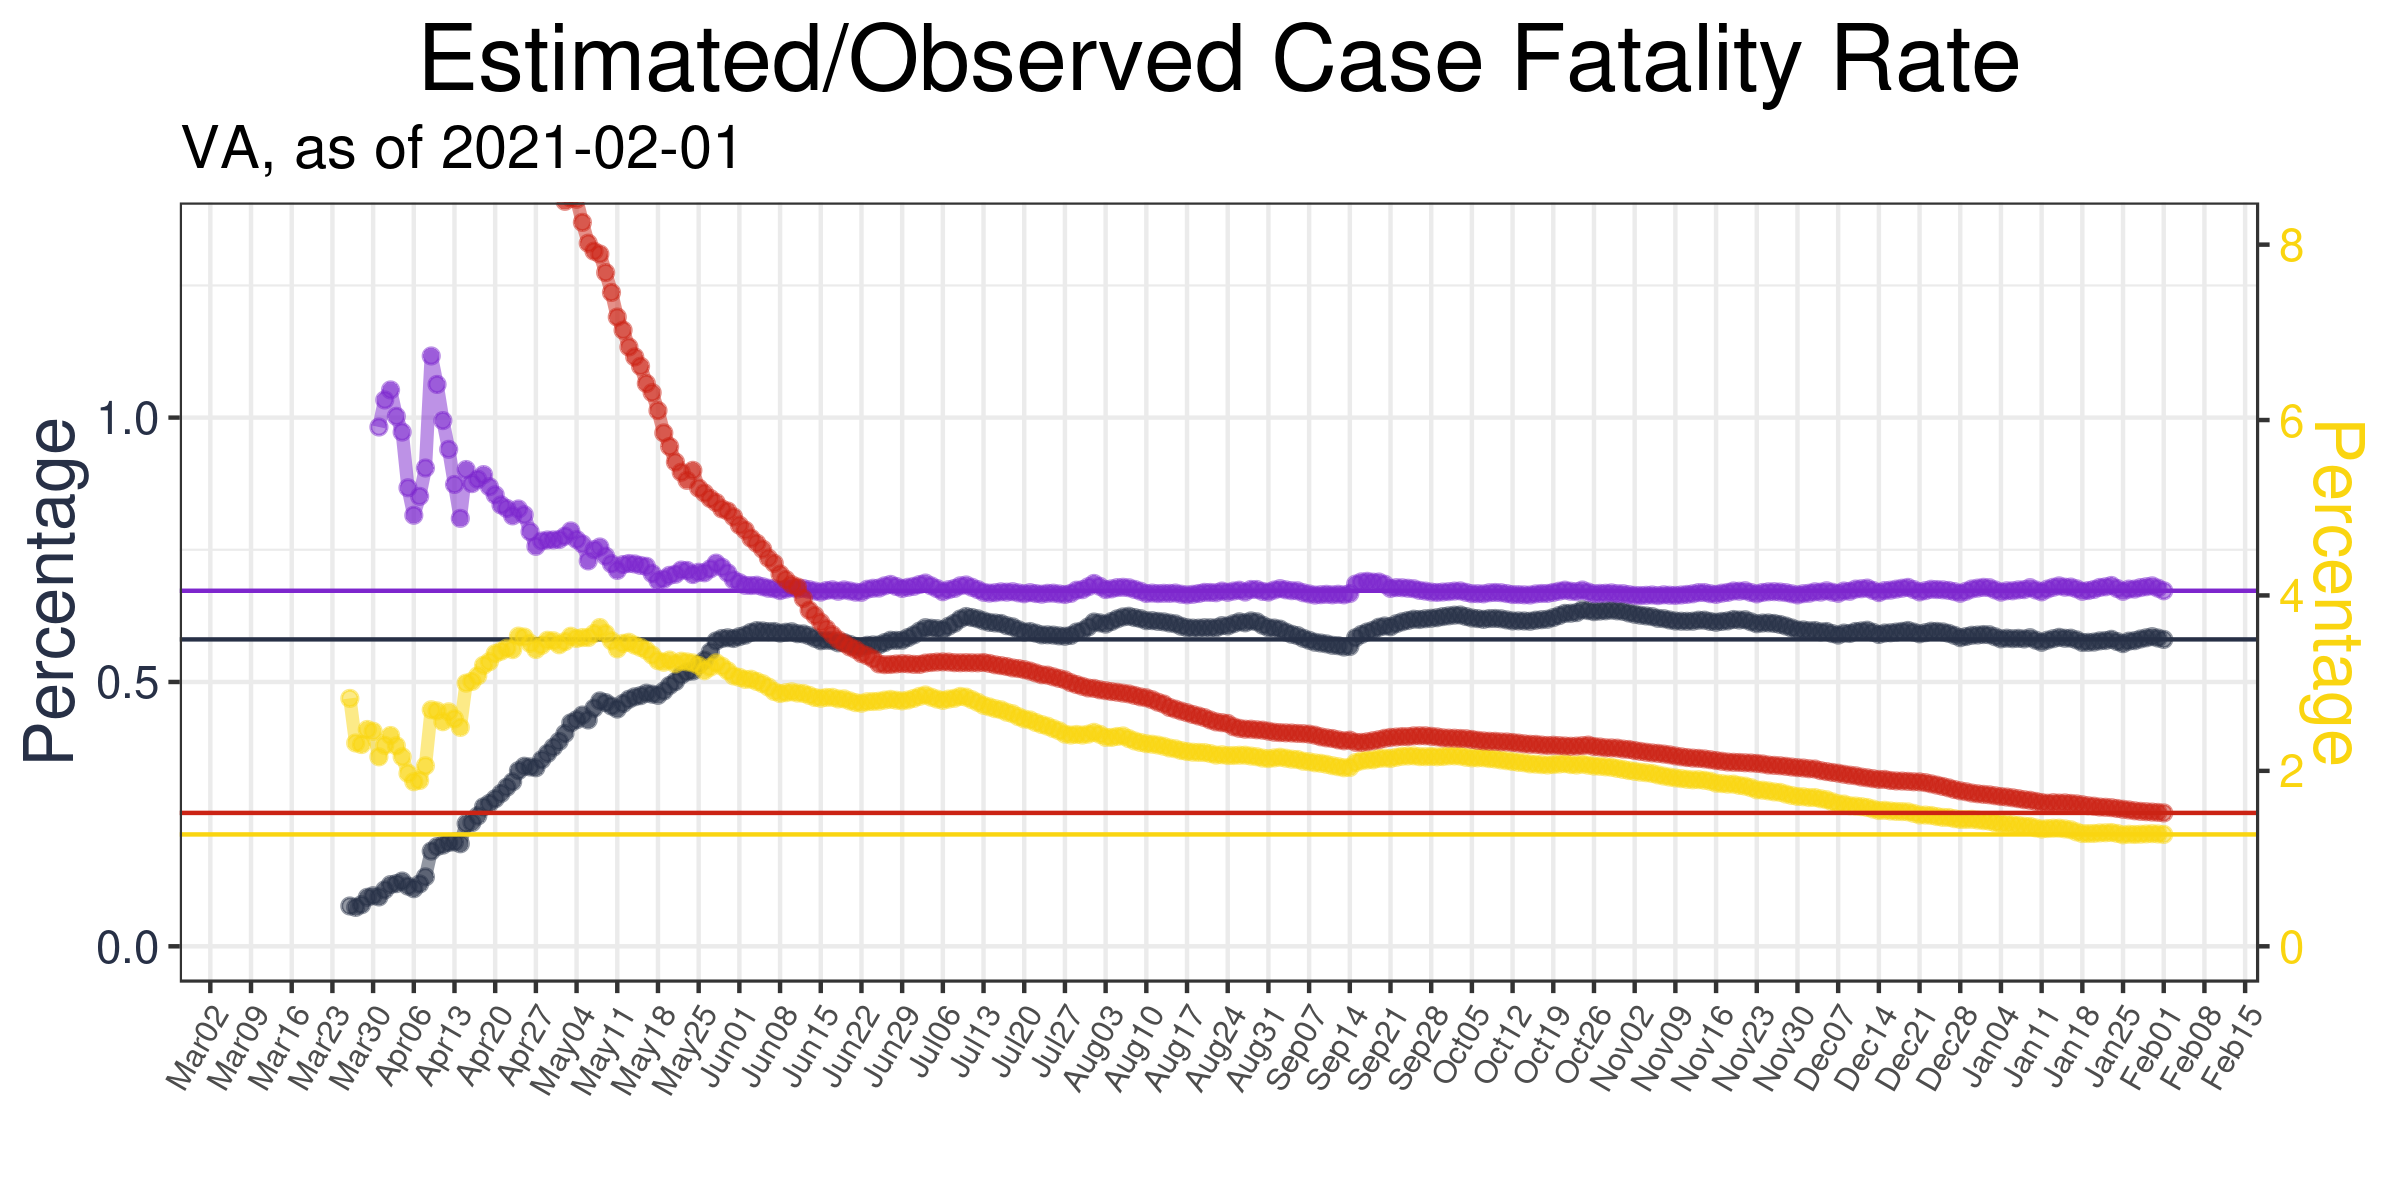 Estimated/Observed Case Fatality Rate
VA, as of 2021-02-01
Percentage
1.0
0.5
0.0
8
6
4
2
0
Percentage
Mar02
Mar09
Mar16
Mar23
Mar30
Apr06
Apr13
Apr20
Apr27
May04
May11
May18
May25
Jun01
Jun08
Jun15
Jun22
Jun29
Jul06
Jul13
Jul20
Jul27
Aug03
Aug10
Aug17
Aug24
Aug31
Sep07
Sep14
Sep21
Sep28
Oct05
Oct12
Oct19
Oct26
Nov02
Nov09
Nov16
Nov23
Nov30
Dec07
Dec14
Dec21
Dec28
Jan04
Jan11
Jan18
Jan25
Feb01
Feb08
Feb15